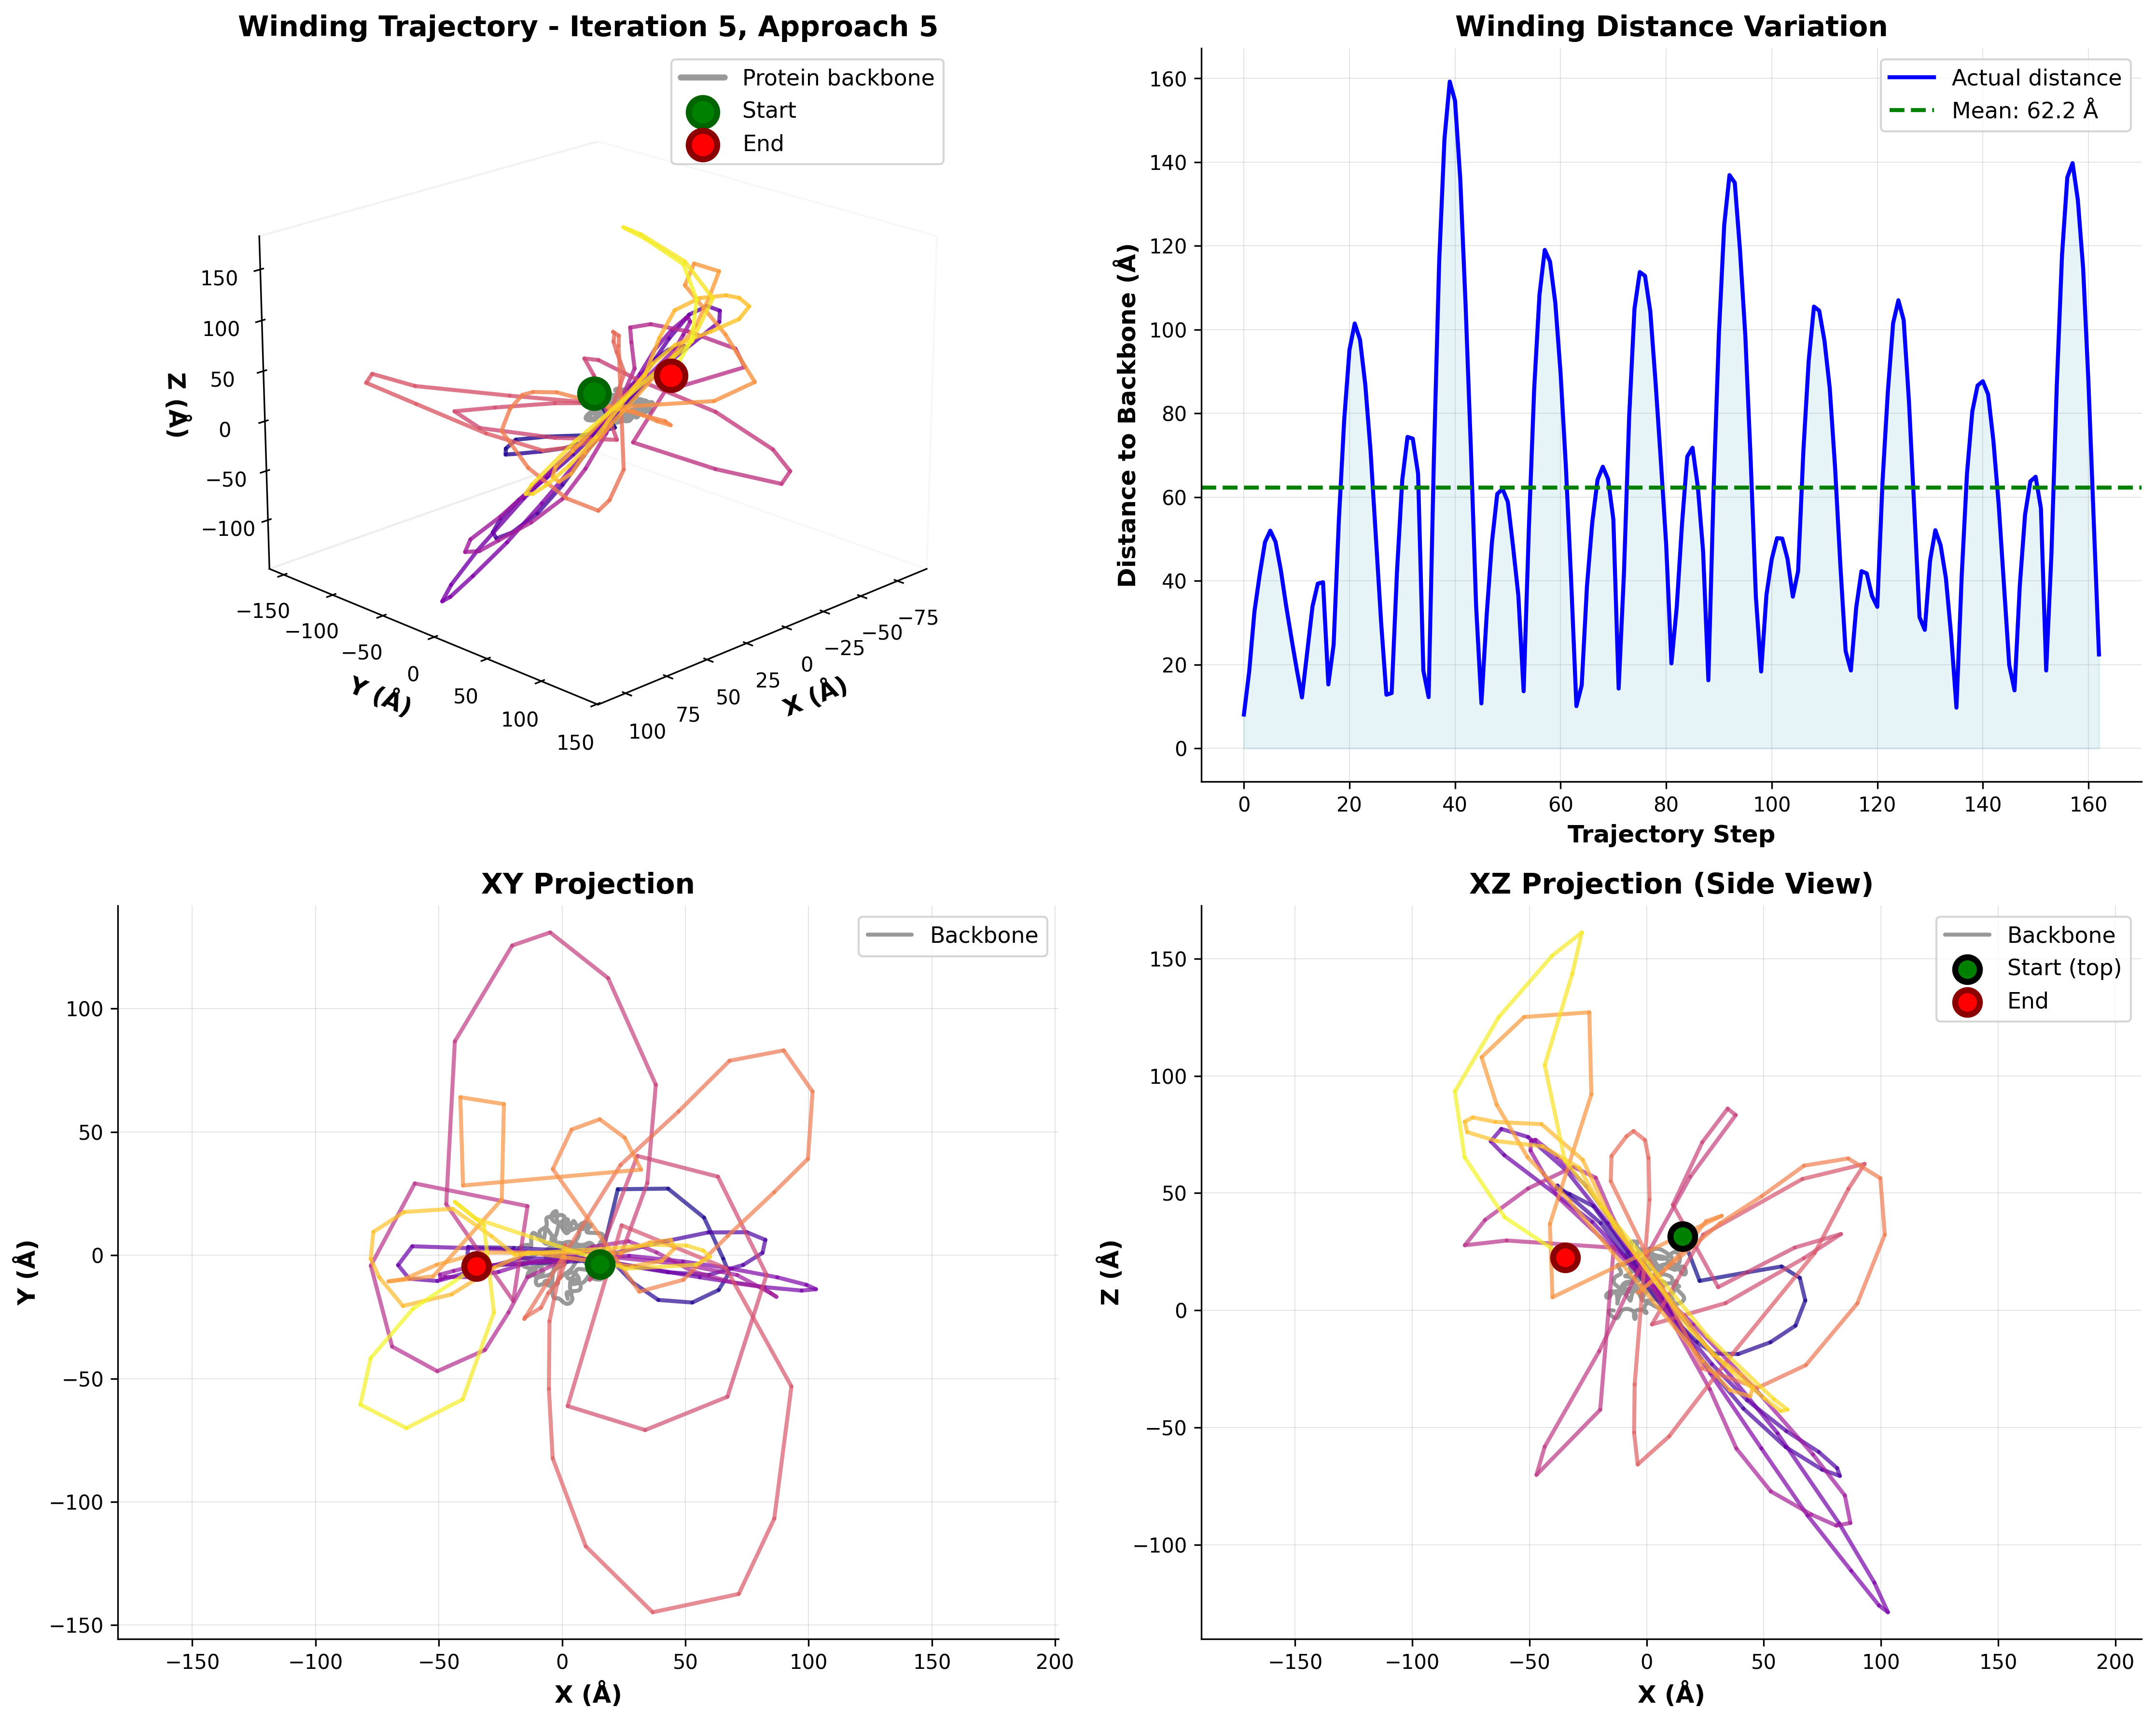 Winding Trajectory - Iteration 5, Approach 5
Protein backbone
Start
End
150
100
50
0
−50
−100
Z (Å)
−150
−100
−50
0
50
100
150
Y (Å)
100
75
50
25
0
−25
−50
−75
X (Å)
Winding Distance Variation
Actual distance
Mean: 62.2 Å
160
140
120
100
80
60
40
20
0
Distance to Backbone (Å)
0 20 40 60 80 100 120 140 160
Trajectory Step
XY Projection
Backbone
100
50
0
−50
−100
−150
Y (Å)
−150 −100 −50 0 50 100 150 200
X (Å)
XZ Projection (Side View)
Backbone
Start (top)
End
150
100
50
0
−50
−100
Z (Å)
−150 −100 −50 0 50 100 150 200
X (Å)